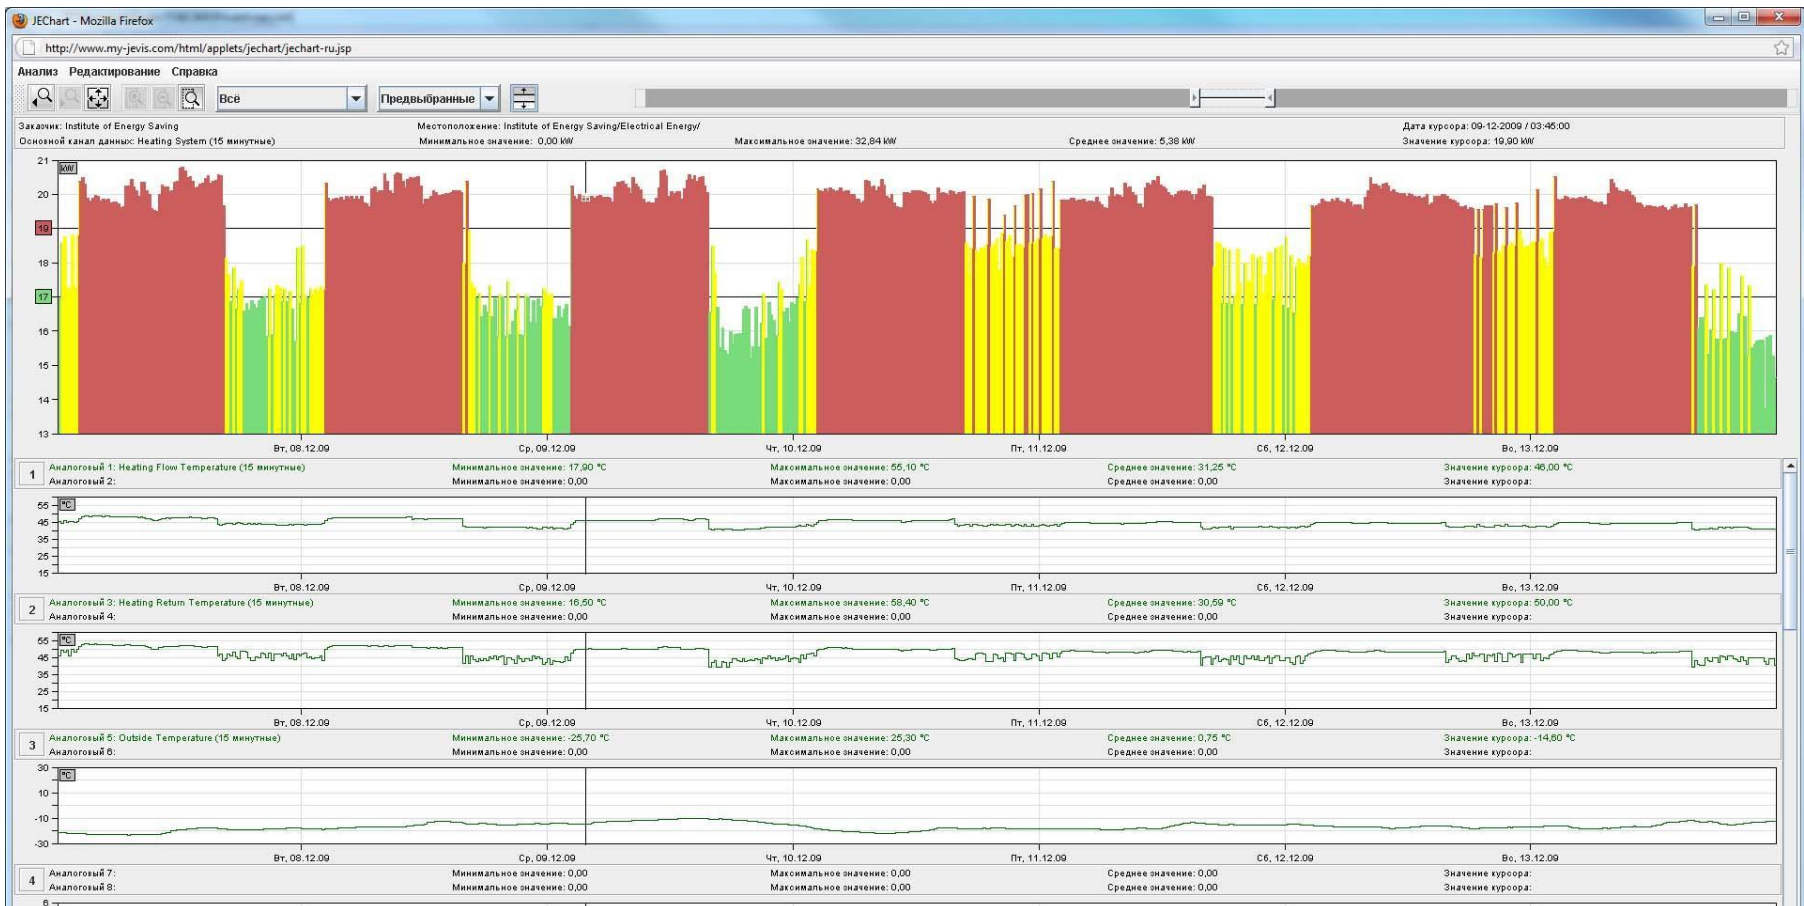 JEChart - Mozilla Firefox
http://www.my-jevis.com/html/applets/jechart/jechart-ru.jsp
Анализ Редактирование Справка
Всё Предвыбранные
Заказчик: Institute of Energy Saving Местоположение: Institute of Energy Saving/Electrical Energy/ Дата курсора: 09-12-2009 / 03:45:00
Основной канал данных: Heating System (15 минутные) Минимальное значение: 0,00 kW Максимальное значение: 32,84 kW Среднее значение: 5,38 kW Значение курсора: 19,90 kW
21 kW
20
19
18
17
16
15
14
13
Вт, 08.12.09 Ср, 09.12.09 Чт, 10.12.09 Пт, 11.12.09 Сб, 12.12.09 Вс, 13.12.09
1 Аналоговый 1: Heating Flow Temperature (15 минутные) Минимальное значение: 17,90 °C Максимальное значение: 55,10 °C Среднее значение: 31,25 °C Значение курсора: 46,00 °C
Аналоговый 2: Минимальное значение: 0,00 Максимальное значение: 0,00 Среднее значение: 0,00 Значение курсора:
55 °C
45
35
25
15
Вт, 08.12.09 Ср, 09.12.09 Чт, 10.12.09 Пт, 11.12.09 Сб, 12.12.09 Вс, 13.12.09
2 Аналоговый 3: Heating Return Temperature (15 минутные) Минимальное значение: 16,50 °C Максимальное значение: 58,40 °C Среднее значение: 30,59 °C Значение курсора: 50,00 °C
Аналоговый 4: Минимальное значение: 0,00 Максимальное значение: 0,00 Среднее значение: 0,00 Значение курсора:
55 °C
45
35
25
15
Вт, 08.12.09 Ср, 09.12.09 Чт, 10.12.09 Пт, 11.12.09 Сб, 12.12.09 Вс, 13.12.09
3 Аналоговый 5: Outside Temperature (15 минутные) Минимальное значение: -25,70 °C Максимальное значение: 25,30 °C Среднее значение: 0,75 °C Значение курсора: -14,60 °C
Аналоговый 6: Минимальное значение: 0,00 Максимальное значение: 0,00 Среднее значение: 0,00 Значение курсора:
30 °C
10
-10
-30
Вт, 08.12.09 Ср, 09.12.09 Чт, 10.12.09 Пт, 11.12.09 Сб, 12.12.09 Вс, 13.12.09
4 Аналоговый 7: Минимальное значение: 0,00 Максимальное значение: 0,00 Среднее значение: 0,00 Значение курсора:
Аналоговый 8: Минимальное значение: 0,00 Максимальное значение: 0,00 Среднее значение: 0,00 Значение курсора:
6